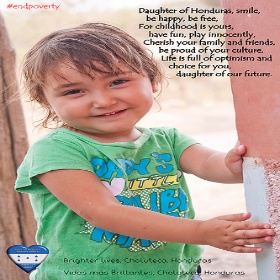 #endpoverty
Daughter of Honduras, smile,
be happy, be free,
For childhood is yours,
have fun, play innocently,
Cherish your family and friends,
be proud of your culture,
Life is full of optimism and
choice for you,
daughter of our future.
Brighter lives, Choluteca, Honduras
Vidas mas Brillantes, Choluteca, Honduras